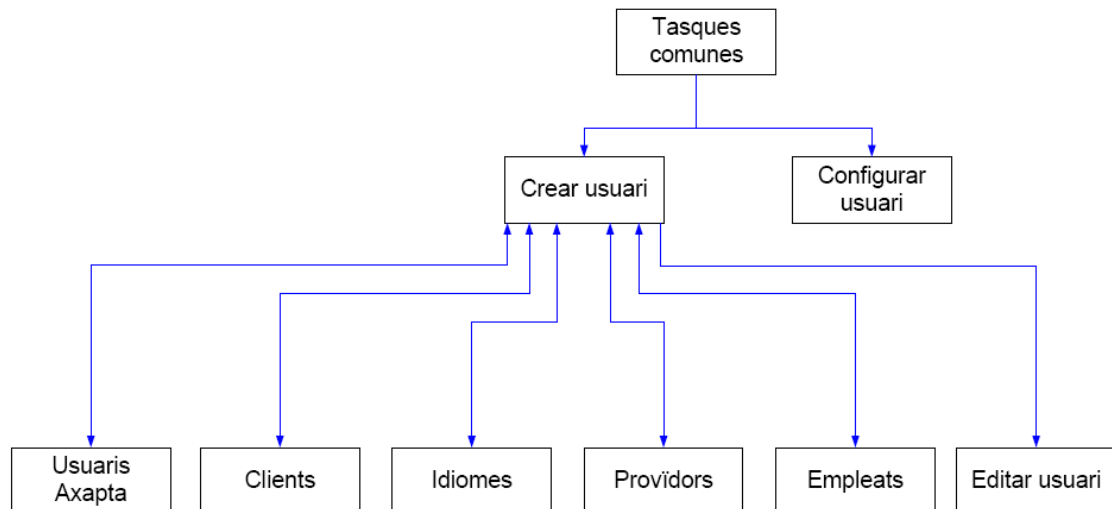 Tasques
comunes
Crear usuari
Configurar
usuari
Usuaris
Axapta
Clients
Idiomes
Provïdors
Empleats
Editar usuari